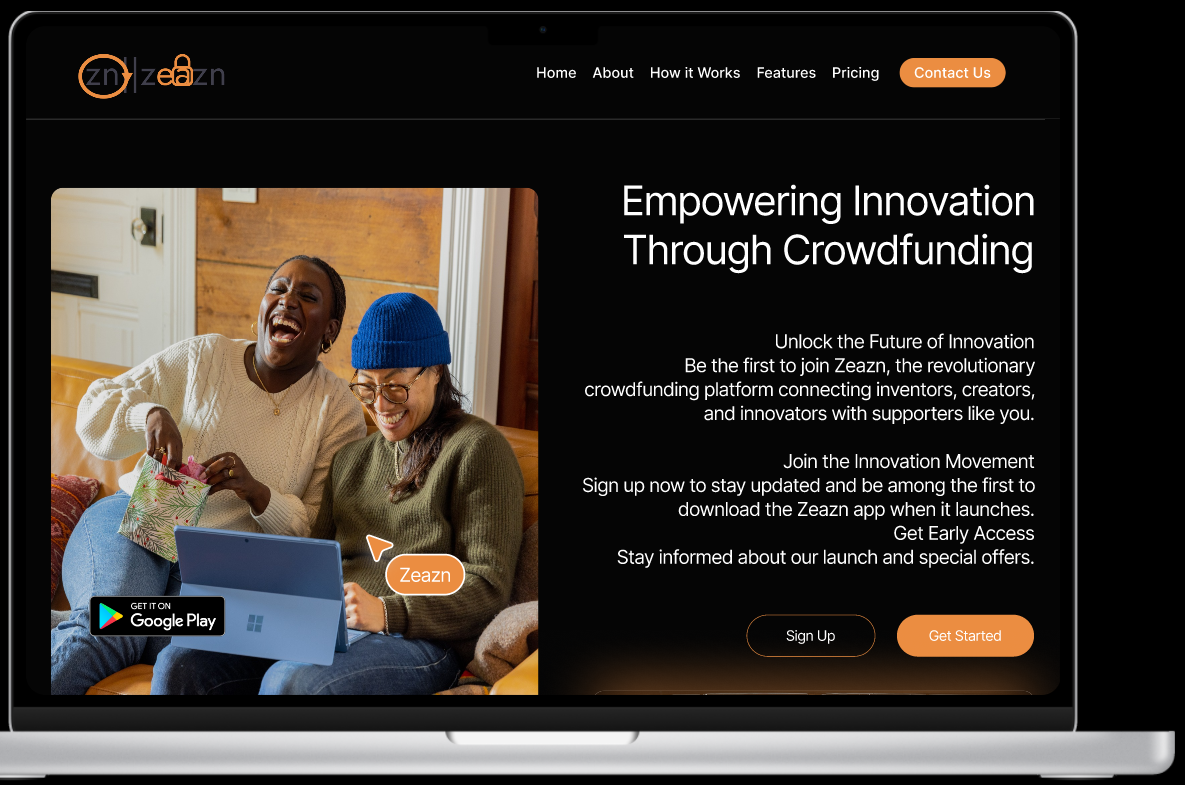 zn zeazn
Home About How it Works Features Pricing Contact Us
Empowering Innovation
Through Crowdfunding
Unlock the Future of Innovation
Be the first to join Zeazn, the revolutionary
crowdfunding platform connecting inventors, creators,
and innovators with supporters like you.
Join the Innovation Movement
Sign up now to stay updated and be among the first to
download the Zeazn app when it launches.
Get Early Access
Stay informed about our launch and special offers.
Sign Up Get Started
Zeazn
GET IT ON
Google Play